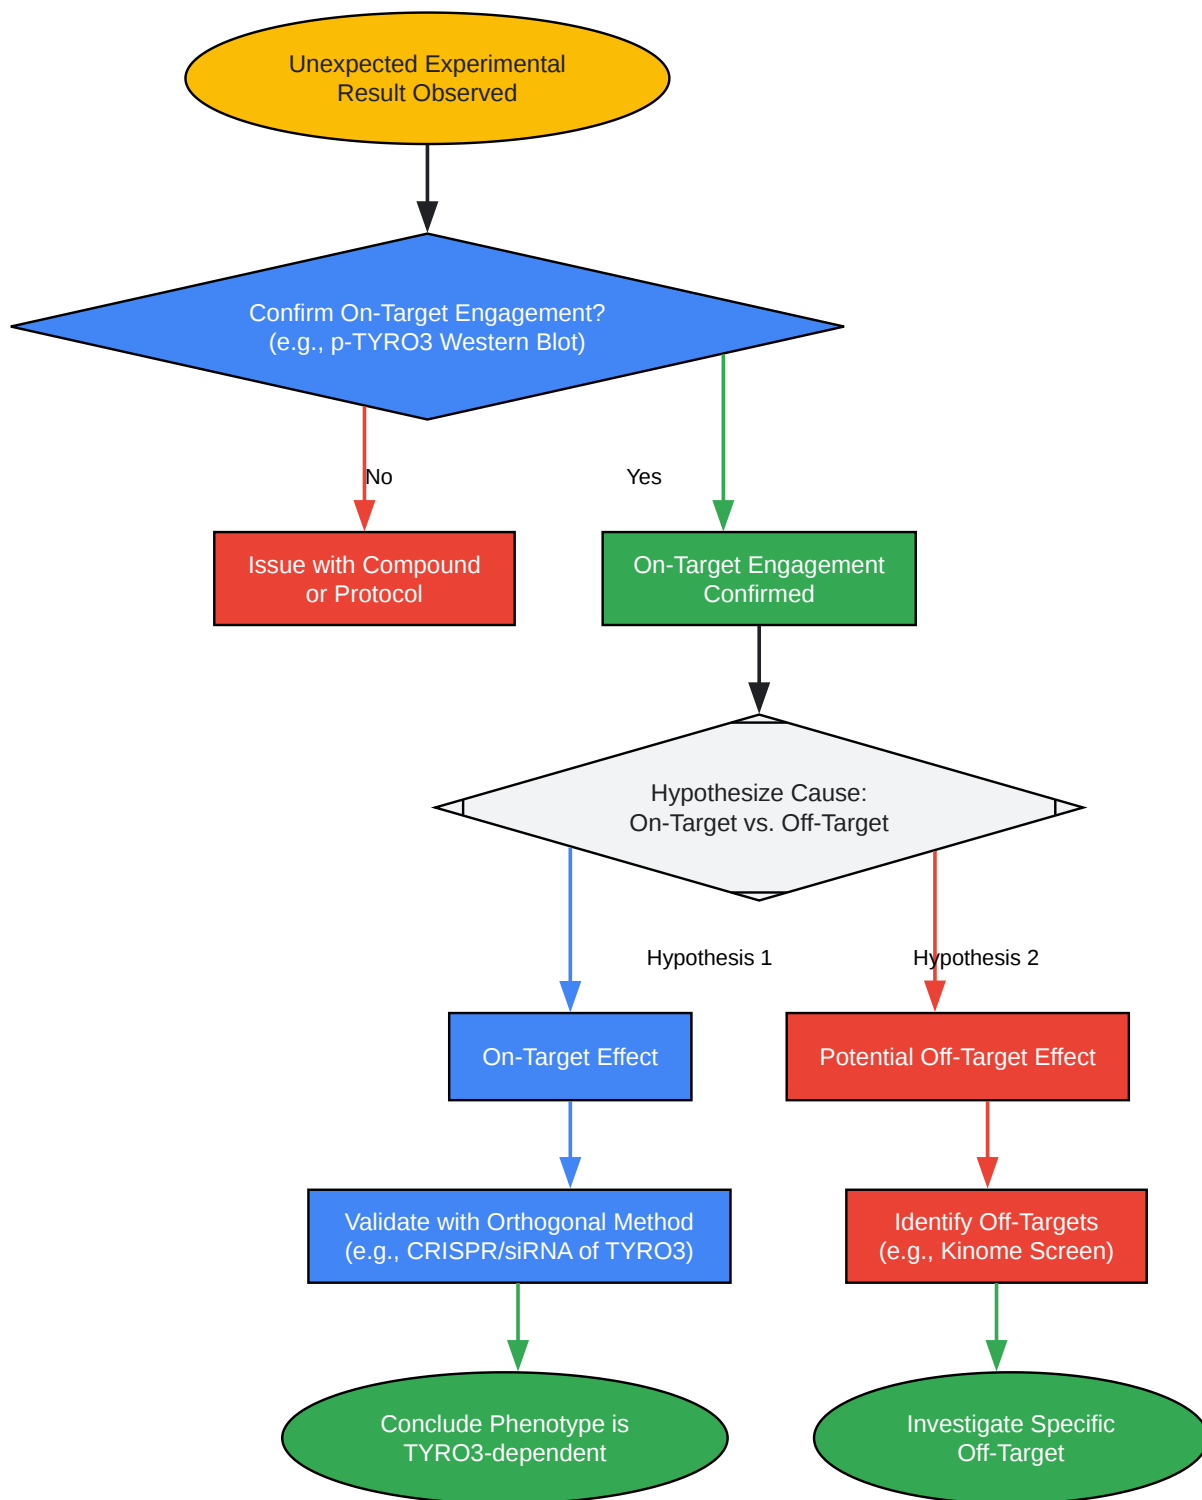 Unexpected Experimental
Result Observed
Confirm On-Target Engagement?
(e.g., p-TYRO3 Western Blot)
No
Yes
Issue with Compound
or Protocol
On-Target Engagement
Confirmed
Hypothesize Cause:
On-Target vs. Off-Target
Hypothesis 1
Hypothesis 2
On-Target Effect
Potential Off-Target Effect
Validate with Orthogonal Method
(e.g., CRISPR/siRNA of TYRO3)
Identify Off-Targets
(e.g., Kinome Screen)
Conclude Phenotype is
TYRO3-dependent
Investigate Specific
Off-Target